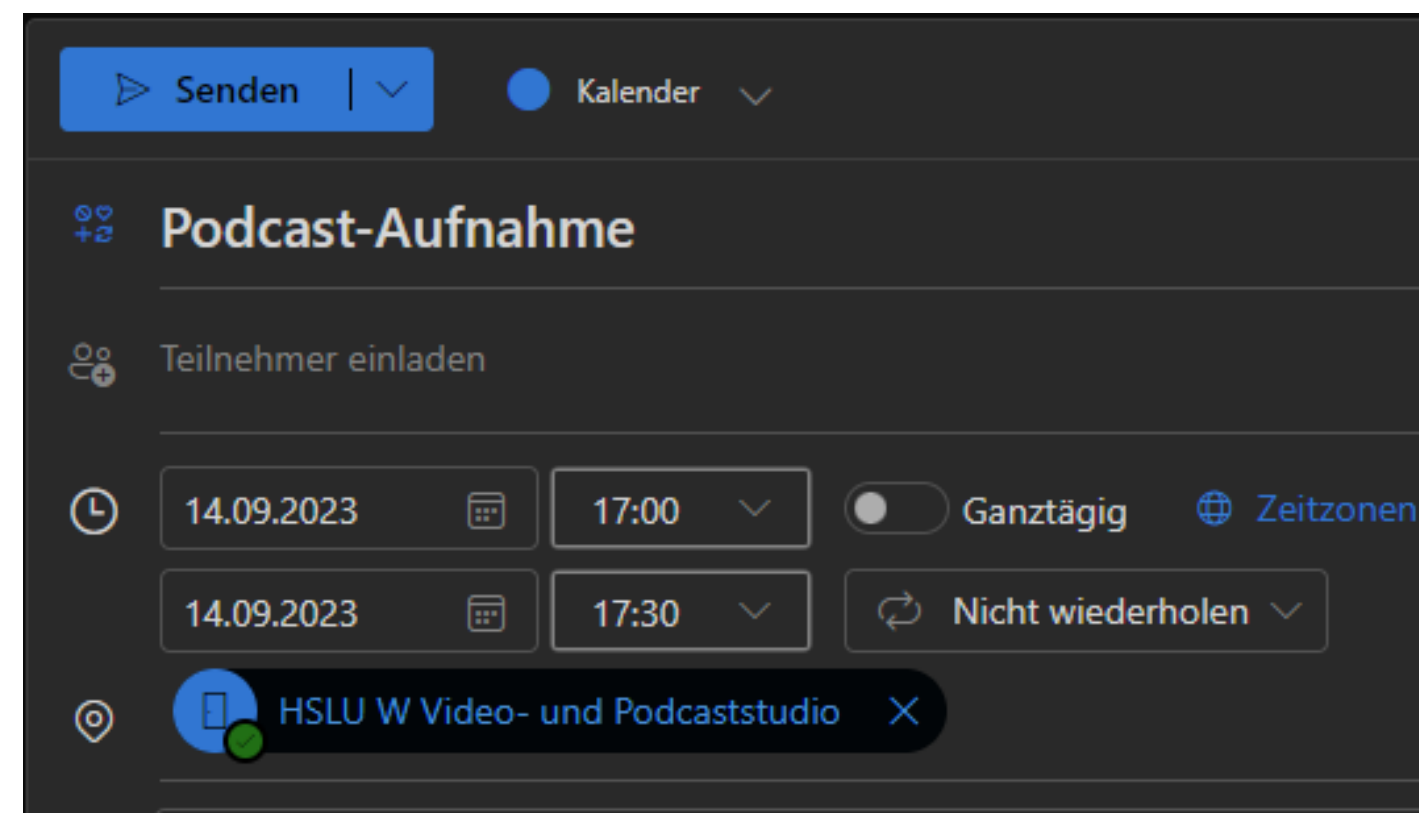 Senden
Kalender
Podcast-Aufnahme
Teilnehmer einladen
14.09.2023 17:00 Ganztägig Zeitzonen
14.09.2023 17:30 Nicht wiederholen
HSLU W Video- und Podcaststudio